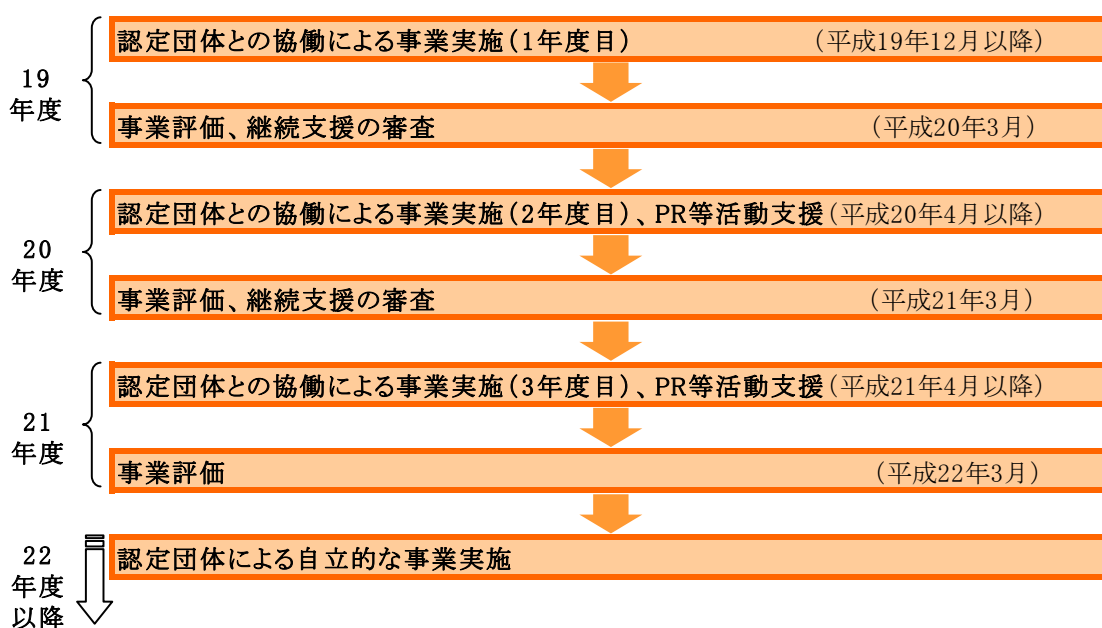 19
年度
認定団体との協働による事業実施（1年度目） （平成19年12月以降）
事業評価、継続支援の審査 （平成20年3月）
20
年度
認定団体との協働による事業実施（2年度目）、PR等活動支援（平成20年4月以降）
事業評価、継続支援の審査 （平成21年3月）
21
年度
認定団体との協働による事業実施（3年度目）、PR等活動支援（平成21年4月以降）
事業評価 （平成22年3月）
22
年度
以降
認定団体による自立的な事業実施